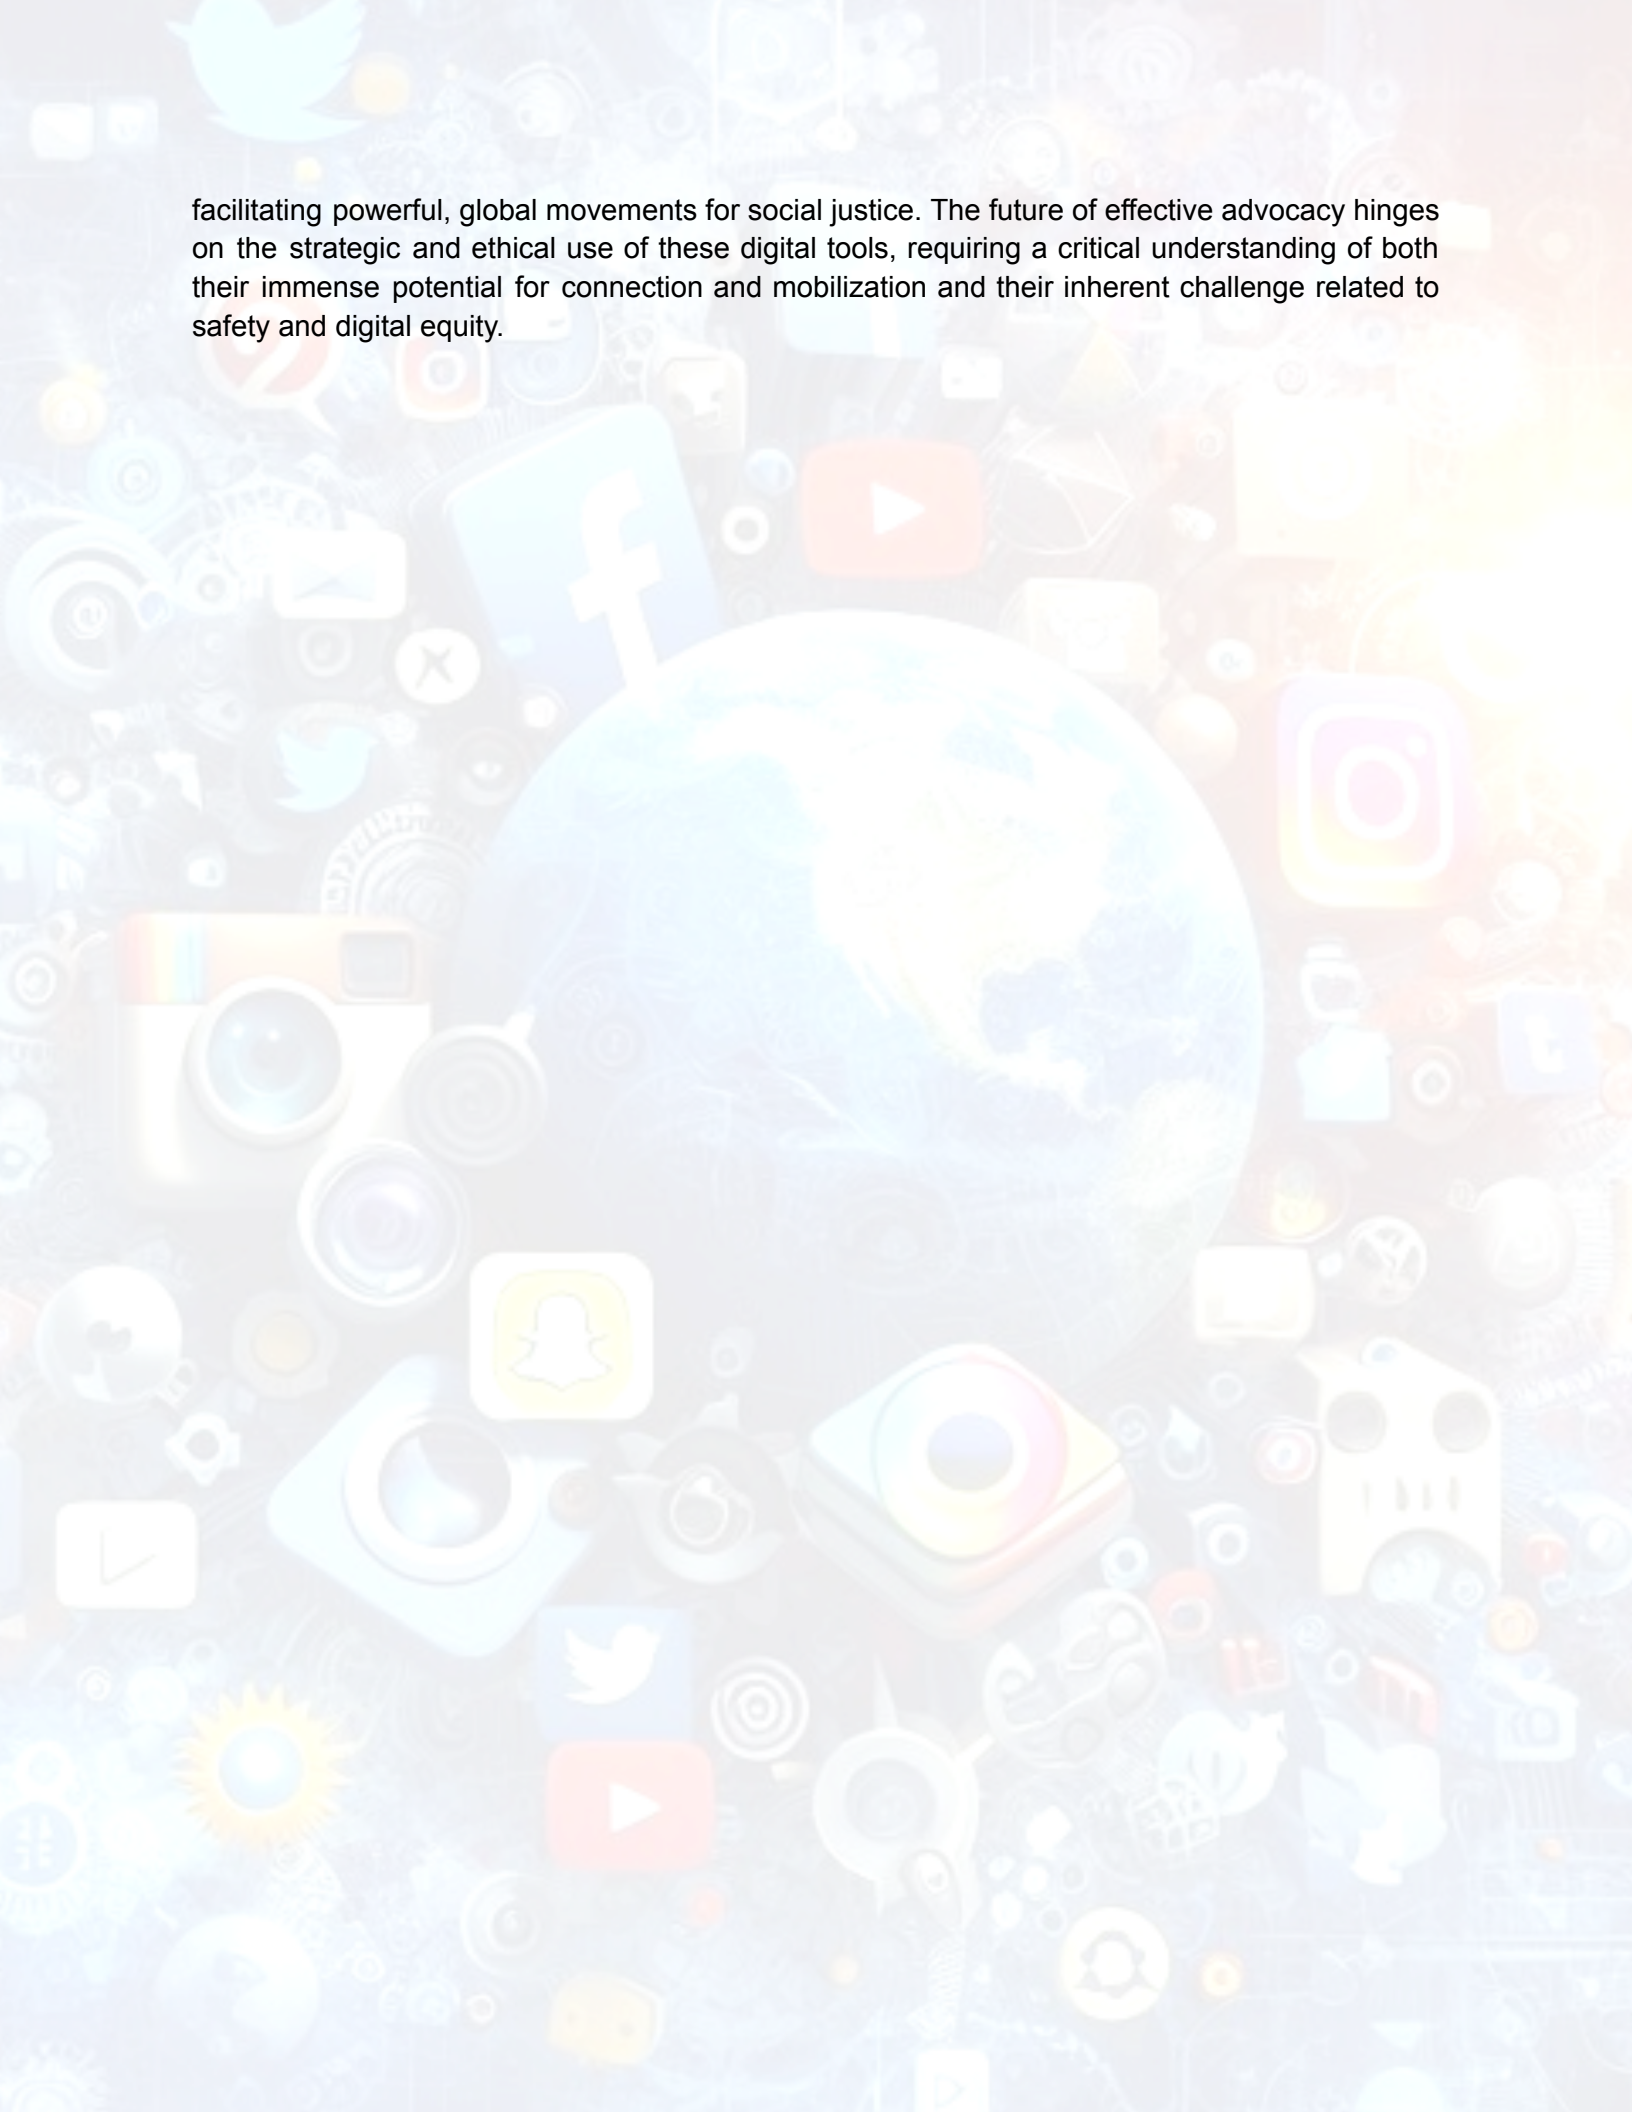 facilitating powerful, global movements for social justice. The future of effective advocacy hinges
on the strategic and ethical use of these digital tools, requiring a critical understanding of both
their immense potential for connection and mobilization and their inherent challenge related to
safety and digital equity.